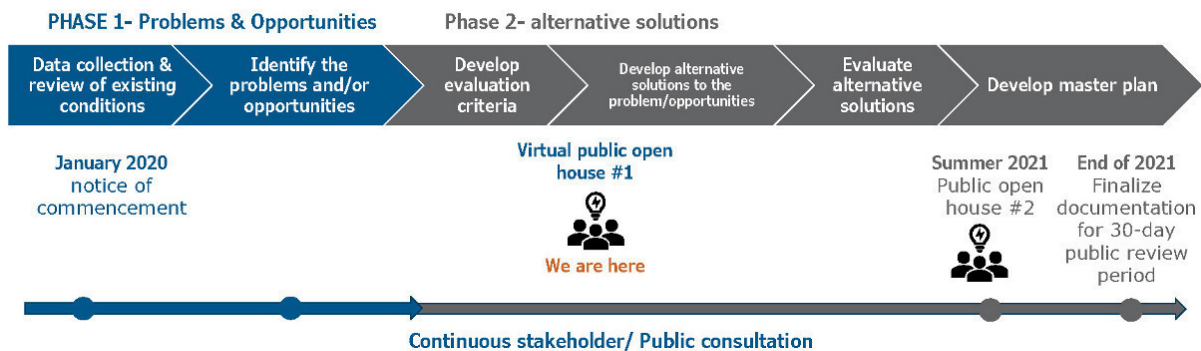 PHASE 1- Problems & Opportunities
Phase 2- alternative solutions
Data collection &
review of existing
conditions
Identify the
problems and/or
opportunities
Develop
evaluation
criteria
Develop alternative
solutions to the
problem/opportunities
Evaluate
alternative
solutions
Develop master plan
January 2020
notice of
commencement
Virtual public open
house #1
We are here
Summer 2021
Public open
house #2
End of 2021
Finalize
documentation
for 30-day
public review
period
Continuous stakeholder/ Public consultation